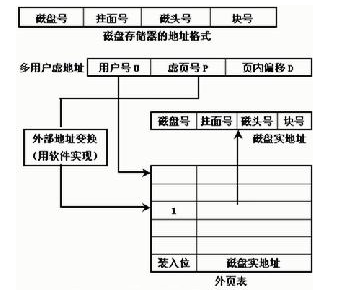 磁盘号 柱面号 磁头号 块号
磁盘存储器的地址格式
多用户虚地址 用户号 U 虚页号 P 页内偏移 D
磁盘号 柱面号 磁头号 块号
磁盘实地址
外部地址变换
(用软件实现)
1
装入位 磁盘实地址
外页表